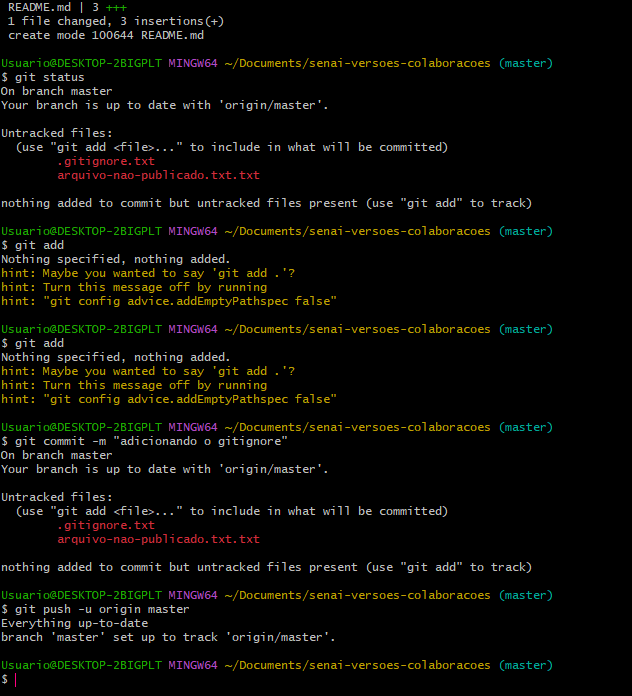 README.md | 3 +++
1 file changed, 3 insertions(+)
create mode 100644 README.md
Usuario@DESKTOP-2BIGPLT MINGW64 ~/Documents/senai-versoes-colaboracoes (master)
$ git status
On branch master
Your branch is up to date with 'origin/master'.
Untracked files:
(use "git add <file>..." to include in what will be committed)
.gitignore.txt
arquivo-nao-publicado.txt.txt
nothing added to commit but untracked files present (use "git add" to track)
Usuario@DESKTOP-2BIGPLT MINGW64 ~/Documents/senai-versoes-colaboracoes (master)
$ git add
Nothing specified, nothing added.
hint: Maybe you wanted to say 'git add .'?
hint: Turn this message off by running
hint: "git config advice.addEmptyPathspec false"
Usuario@DESKTOP-2BIGPLT MINGW64 ~/Documents/senai-versoes-colaboracoes (master)
$ git add
Nothing specified, nothing added.
hint: Maybe you wanted to say 'git add .'?
hint: Turn this message off by running
hint: "git config advice.addEmptyPathspec false"
Usuario@DESKTOP-2BIGPLT MINGW64 ~/Documents/senai-versoes-colaboracoes (master)
$ git commit -m "adicionando o gitignore"
On branch master
Your branch is up to date with 'origin/master'.
Untracked files:
(use "git add <file>..." to include in what will be committed)
.gitignore.txt
arquivo-nao-publicado.txt.txt
nothing added to commit but untracked files present (use "git add" to track)
Usuario@DESKTOP-2BIGPLT MINGW64 ~/Documents/senai-versoes-colaboracoes (master)
$ git push -u origin master
Everything up-to-date
branch 'master' set up to track 'origin/master'.
Usuario@DESKTOP-2BIGPLT MINGW64 ~/Documents/senai-versoes-colaboracoes (master)
$